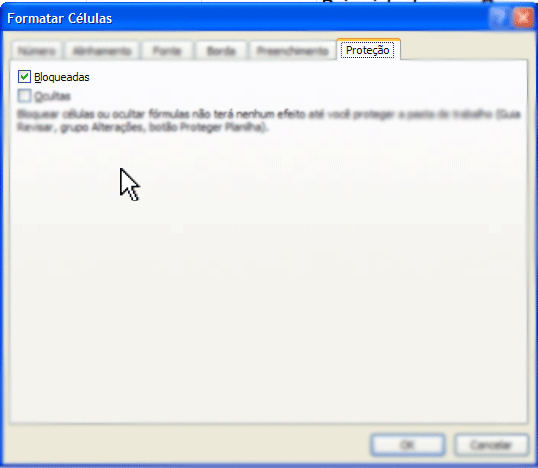 Formatar Células
Número Alinhamento Fonte Borda Preenchimento Proteção
Bloqueadas
Ocultas
Bloquear células ou ocultar fórmulas não terá nenhum efeito até você proteger a pasta de trabalho (Guia
Revisar, grupo Alterações, botão Proteger Planilha).
OK Cancelar